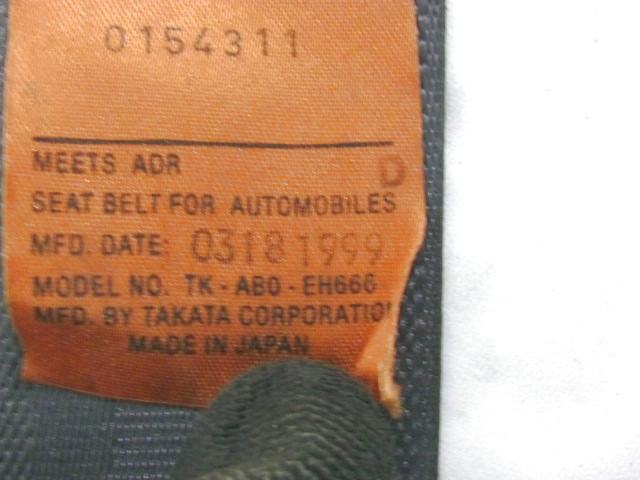 0154311
MEETS ADR D
SEAT BELT FOR AUTOMOBILES
MFD. DATE: 03181999
MODEL NO. TK - AB0 - EH666
MFD. BY TAKATA CORPORATIO
MADE IN JAPAN